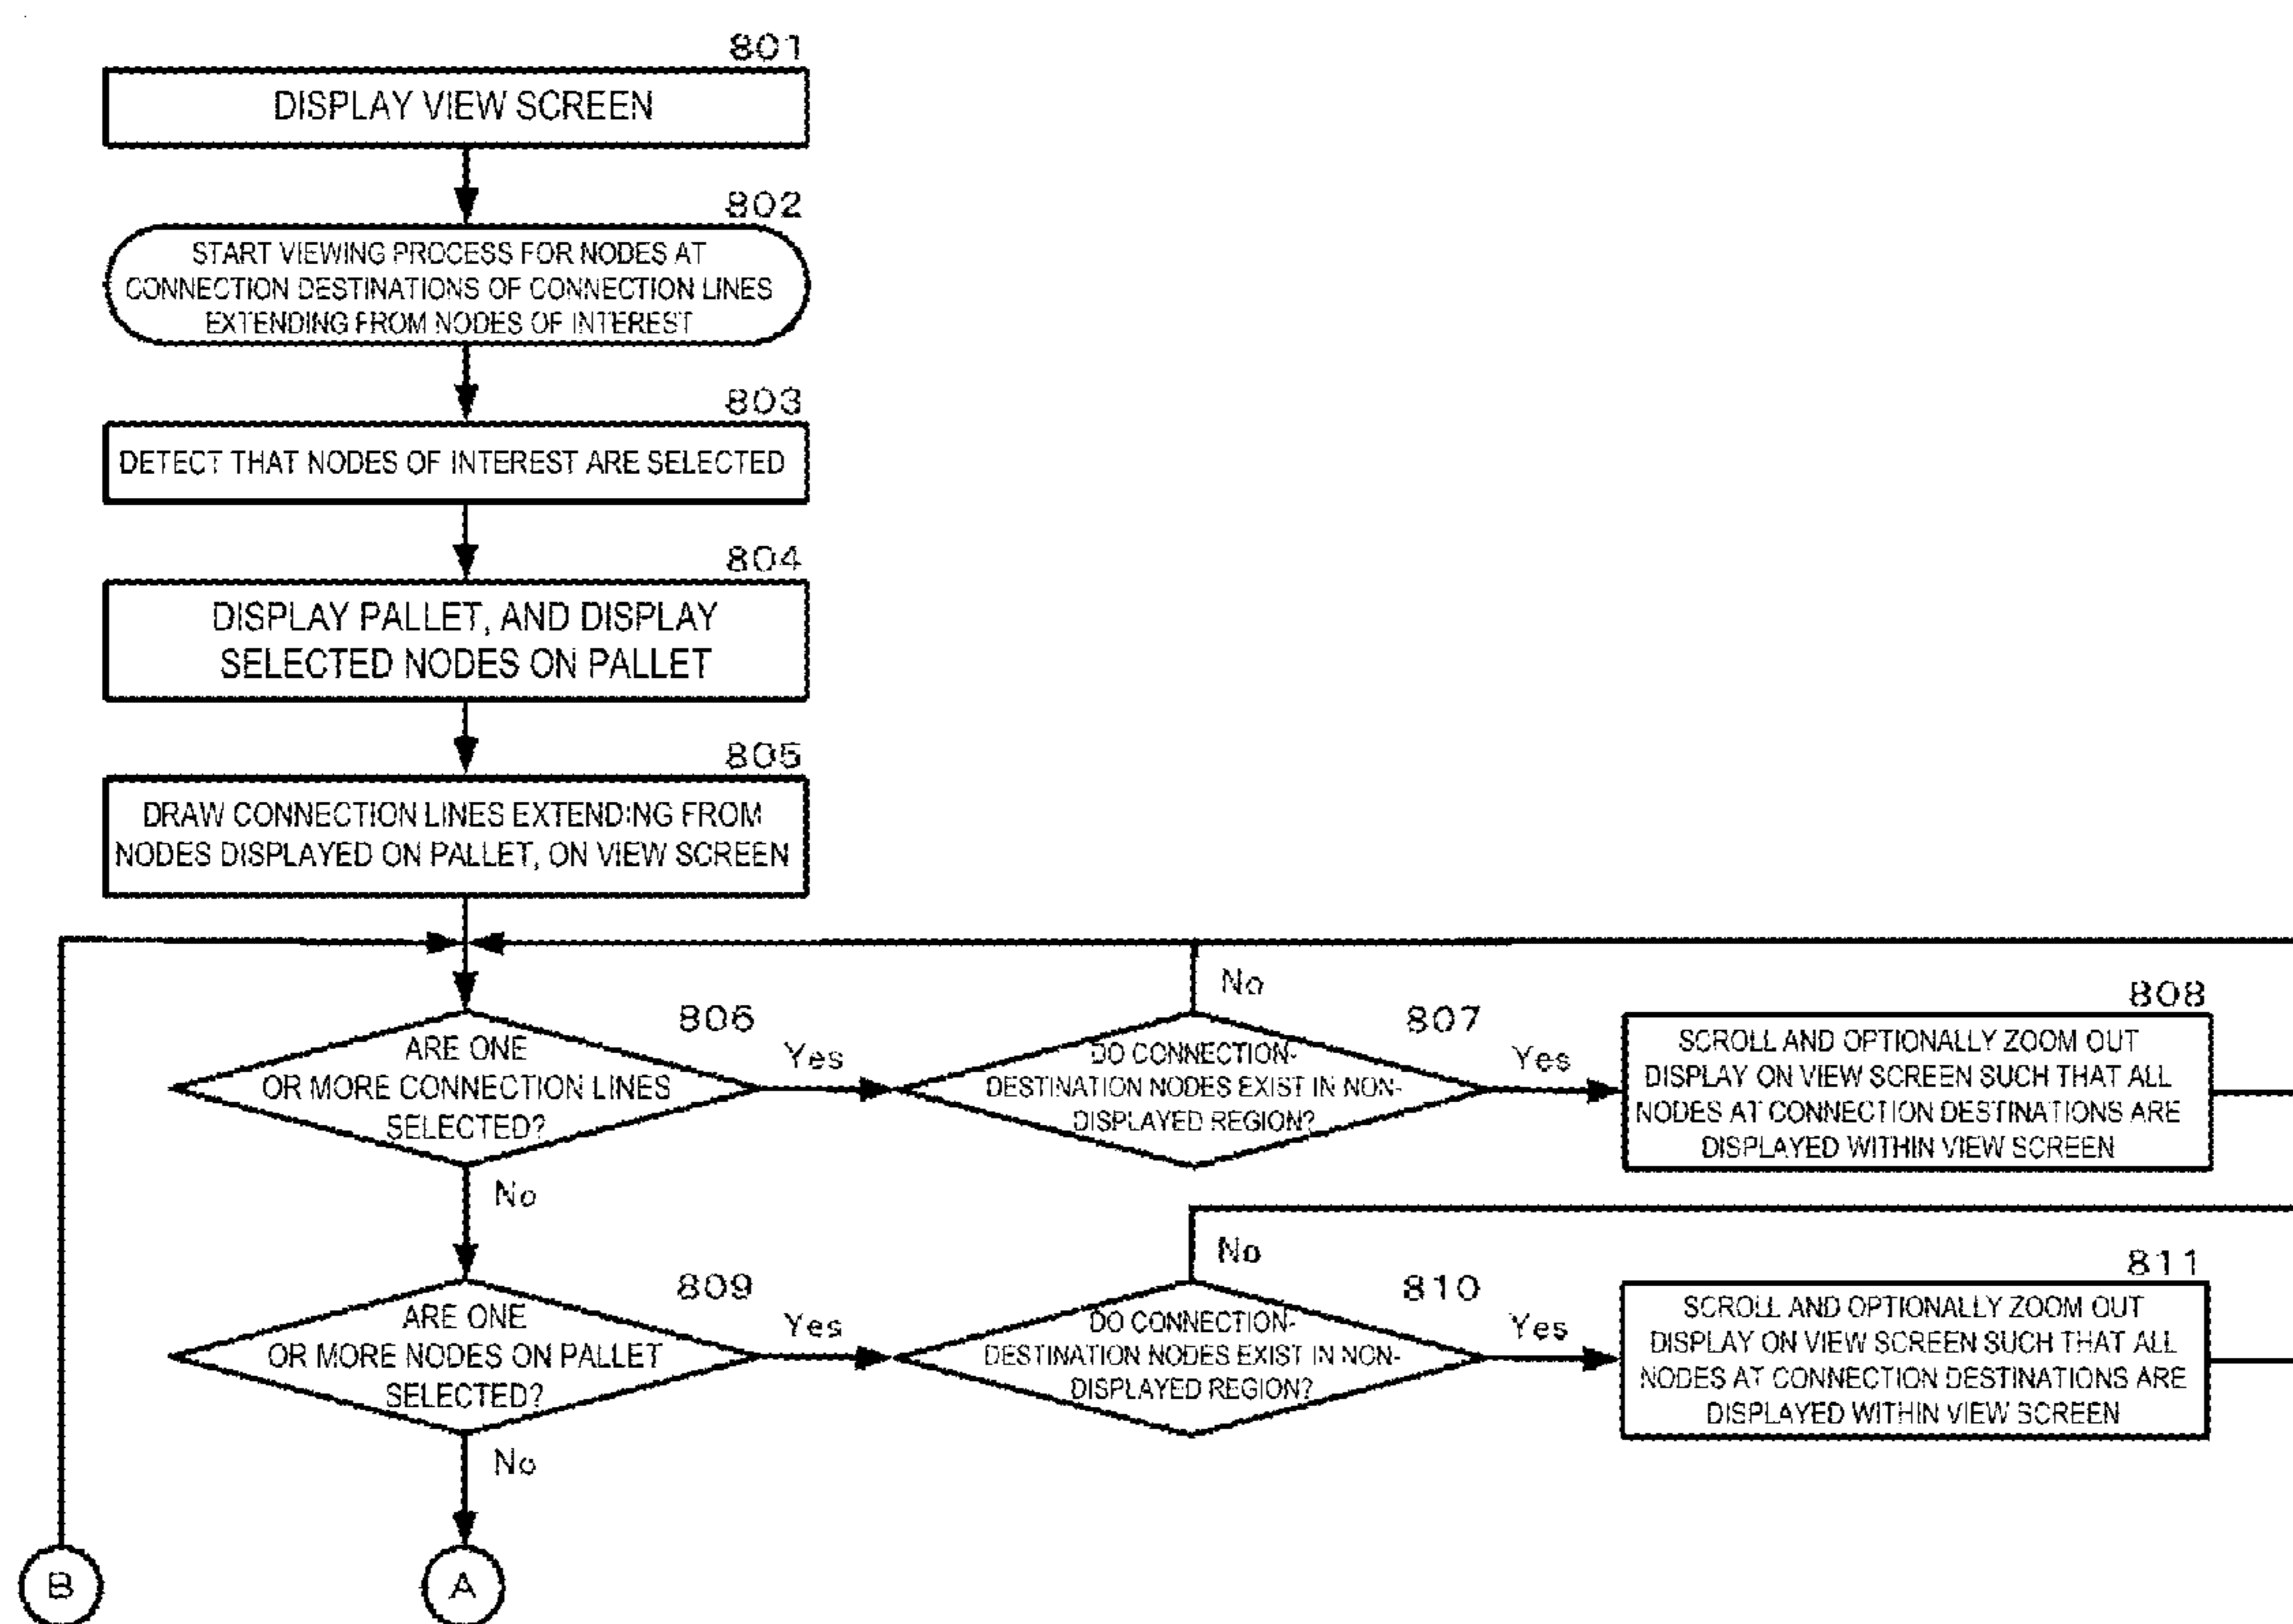 801
DISPLAY VIEW SCREEN
802
START VIEWING PROCESS FOR NODES AT
CONNECTION DESTINATIONS OF CONNECTION LINES
EXTENDING FROM NODES OF INTEREST
803
DETECT THAT NODES OF INTEREST ARE SELECTED
804
DISPLAY PALLET, AND DISPLAY
SELECTED NODES ON PALLET
805
DRAW CONNECTION LINES EXTENDING FROM
NODES DISPLAYED ON PALLET, ON VIEW SCREEN
806
ARE ONE
OR MORE CONNECTION LINES
SELECTED?
Yes
No
807
DO CONNECTION-
DESTINATION NODES EXIST IN NON-
DISPLAYED REGION?
No
Yes
808
SCROLL AND OPTIONALLY ZOOM OUT
DISPLAY ON VIEW SCREEN SUCH THAT ALL
NODES AT CONNECTION DESTINATIONS ARE
DISPLAYED WITHIN VIEW SCREEN
809
ARE ONE
OR MORE NODES ON PALLET
SELECTED?
Yes
No
810
DO CONNECTION-
DESTINATION NODES EXIST IN NON-
DISPLAYED REGION?
No
Yes
811
SCROLL AND OPTIONALLY ZOOM OUT
DISPLAY ON VIEW SCREEN SUCH THAT ALL
NODES AT CONNECTION DESTINATIONS ARE
DISPLAYED WITHIN VIEW SCREEN
B
A